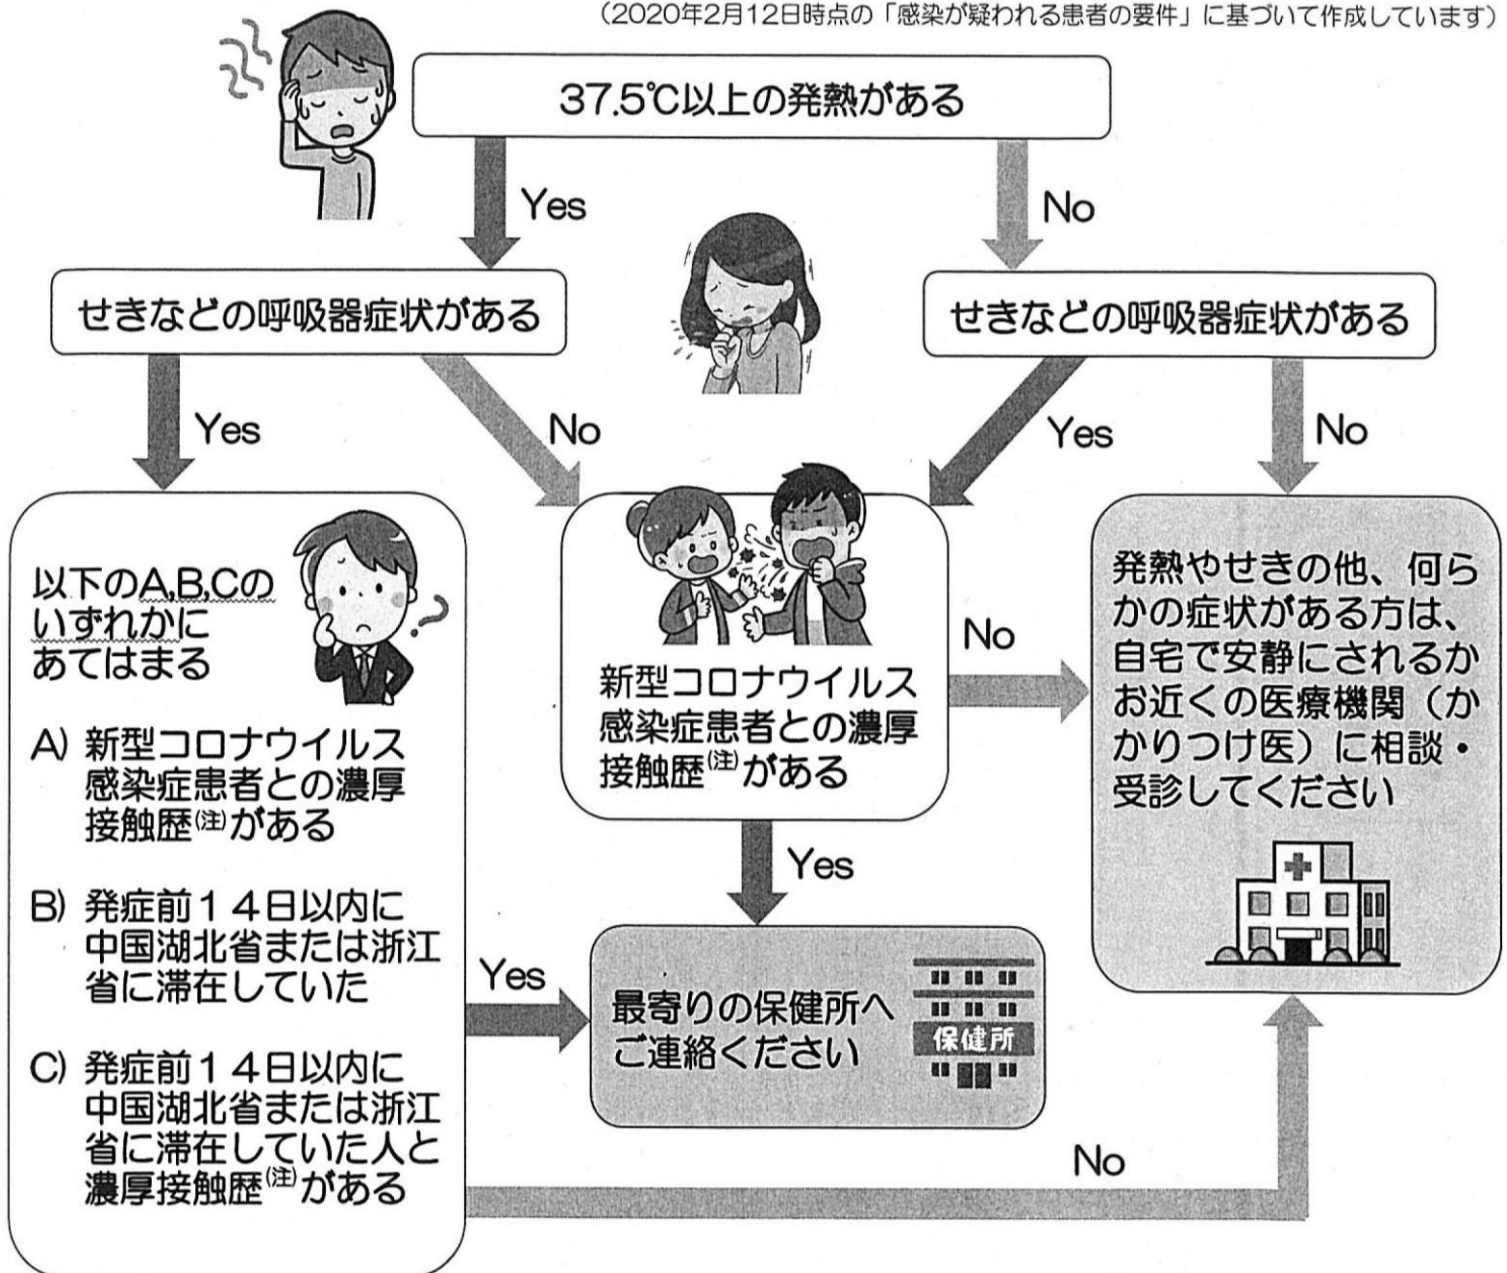 （2020年2月12日時点の「感染が疑われる患者の要件」に基づいて作成しています）
37.5℃以上の発熱がある
Yes
No
せきなどの呼吸器症状がある
せきなどの呼吸器症状がある
Yes
No
Yes
No
以下のA,B,Cの
いずれかに
あてはまる
A) 新型コロナウイルス
感染症患者との濃厚
接触歴(注)がある
B) 発症前１４日以内に
中国湖北省または浙江
省に滞在していた
C) 発症前１４日以内に
中国湖北省または浙江
省に滞在していた人と
濃厚接触歴(注)がある
新型コロナウイルス
感染症患者との濃厚
接触歴(注)がある
No
発熱やせきの他、何ら
かの症状がある方は、
自宅で安静にされるか
お近くの医療機関（か
かりつけ医）に相談・
受診してください
Yes
Yes
最寄りの保健所へ
ご連絡ください
保健所
No